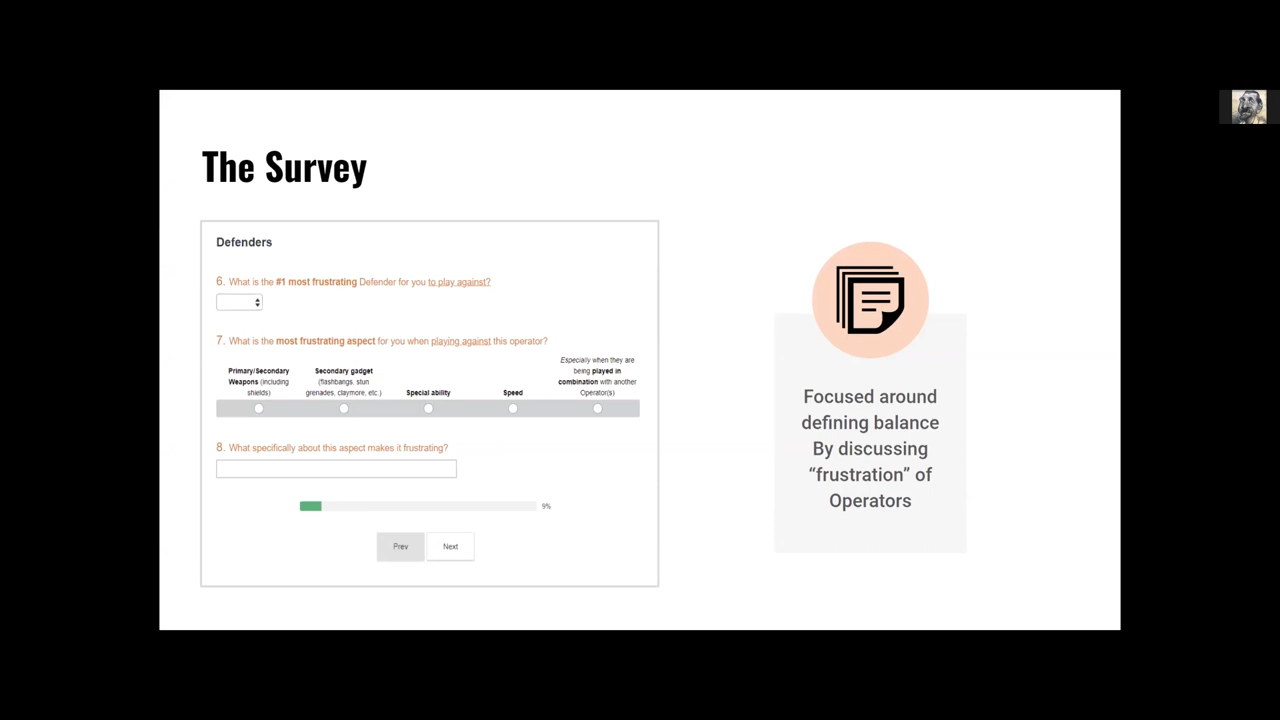 The Survey
Defenders
6. What is the #1 most frustrating Defender for you to play against?
7. What is the most frustrating aspect for you when playing against this operator?
Primary/Secondary
Weapons (including
shields)
Secondary gadget
(flashbangs, stun
grenades, claymore, etc.)
Special ability
Speed
Especially when they are
being played in
combination with another
Operator(s)
8. What specifically about this aspect makes it frustrating?
9%
Prev
Next
Focused around
defining balance
By discussing
“frustration” of
Operators